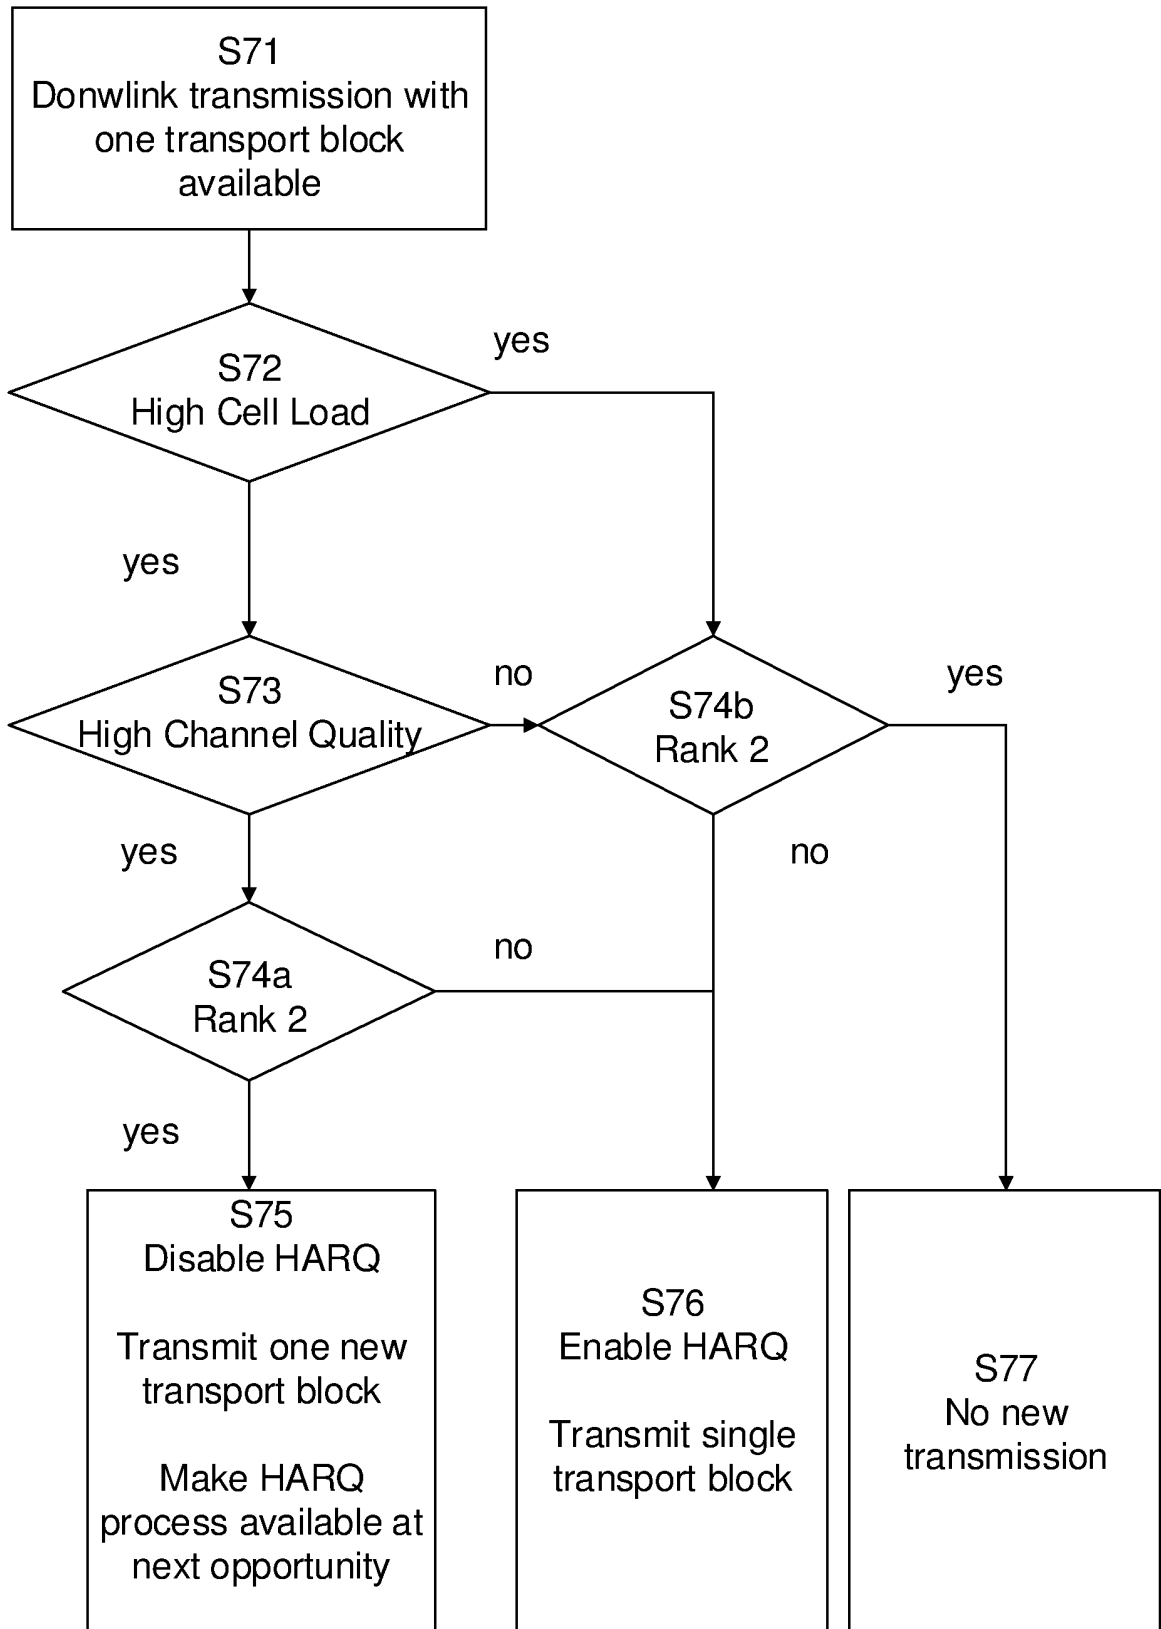 S71
Donwlink transmission with
one transport block
available
S72
High Cell Load
yes
yes
S73
High Channel Quality
no
S74b
Rank 2
yes
yes
no
S74a
Rank 2
no
yes
S75
Disable HARQ
Transmit one new
transport block
Make HARQ
process available at
next opportunity
S76
Enable HARQ
Transmit single
transport block
S77
No new
transmission